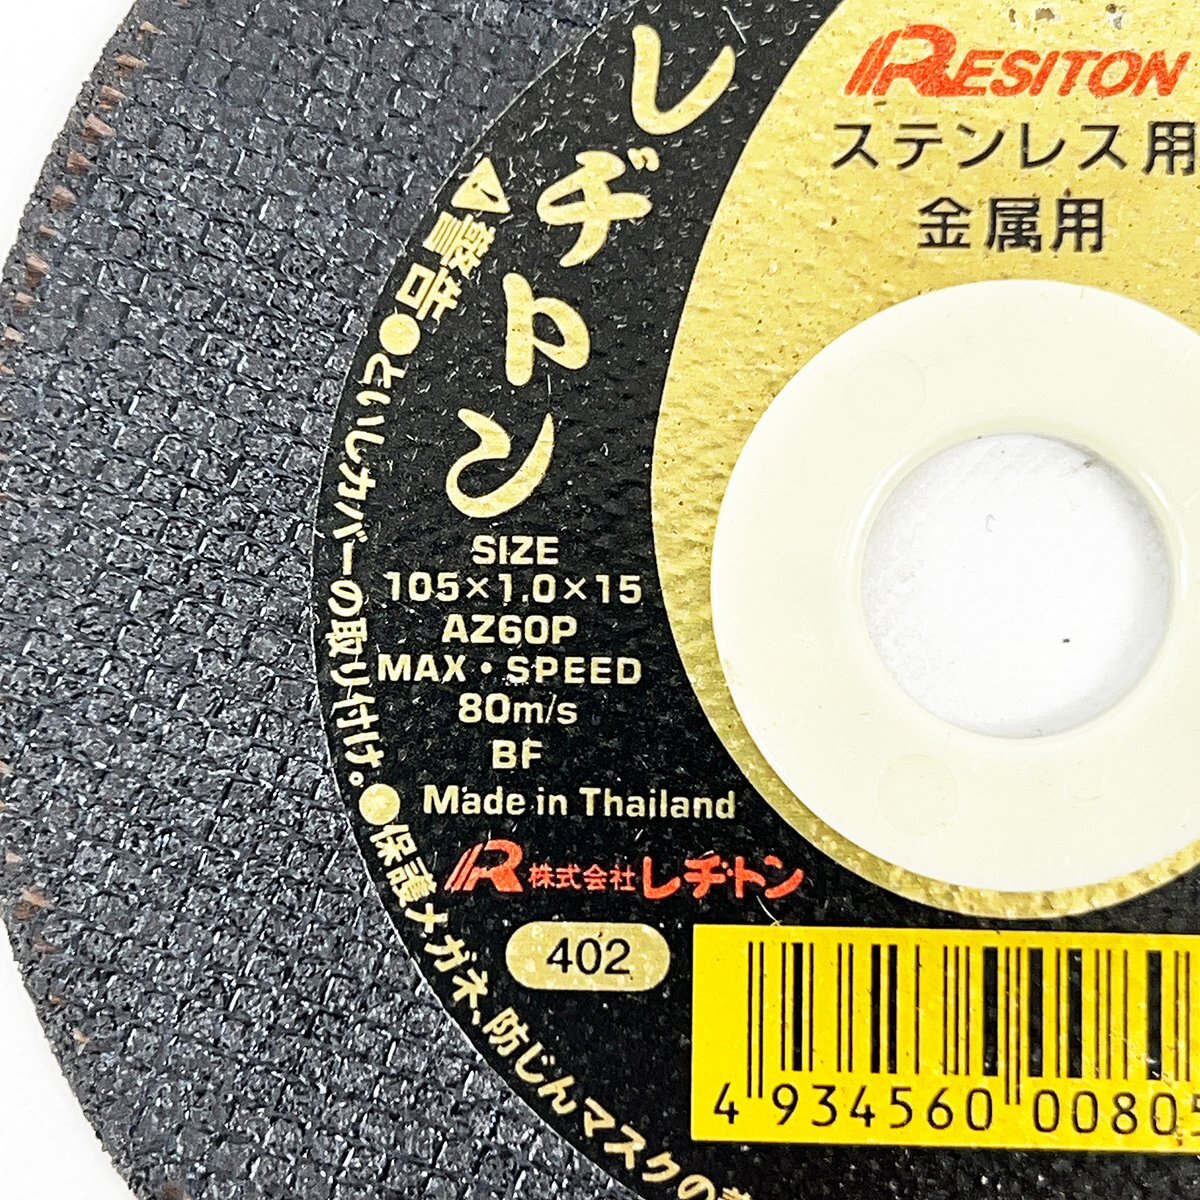 RESITON
ステンレス用
金属用
レヂトン
SIZE
105×1.0×15
AZ60P
MAX・SPEED
80m/s
BF
Made in Thailand
R 株式会社レヂトン
402
4 934560 00805
⚠警告●といしカバーの取り付け。●保護メガネ、防じんマスクの